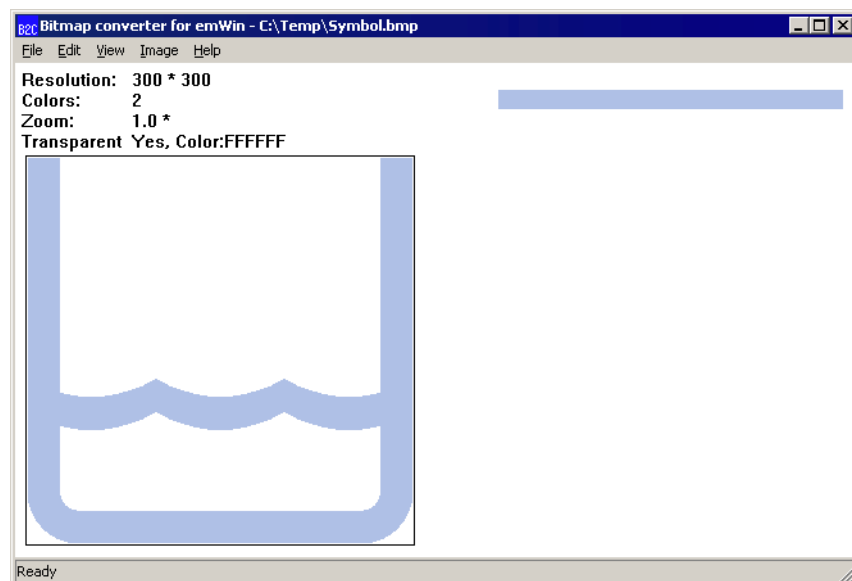 B2C Bitmap converter for emWin - C:\Temp\Symbol.bmp
File Edit View Image Help
Resolution: 300 * 300
Colors: 2
Zoom: 1.0 *
Transparent Yes, Color:FFFFFF
Ready